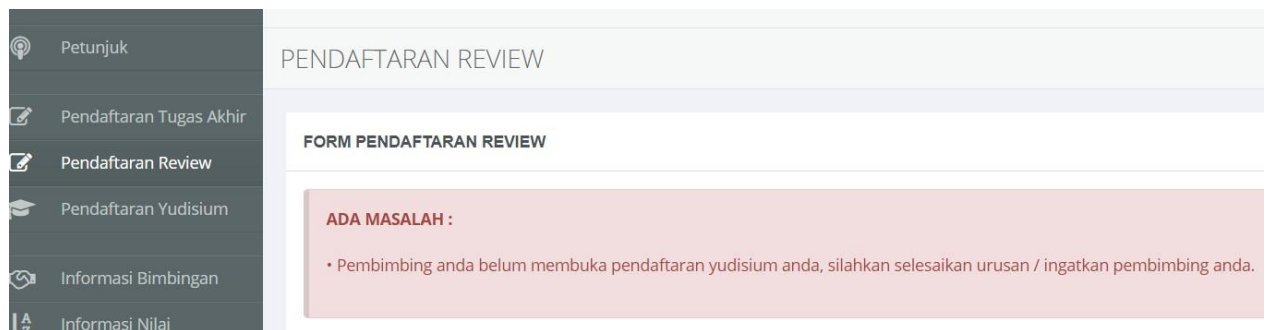 Petunjuk
PENDAFTARAN REVIEW
Pendaftaran Tugas Akhir
FORM PENDAFTARAN REVIEW
Pendaftaran Review
Pendaftaran Yudisium
ADA MASALAH :
• Pembimbing anda belum membuka pendaftaran yudisium anda, silahkan selesaikan urusan / ingatkan pembimbing anda.
Informasi Bimbingan
Informasi Nilai